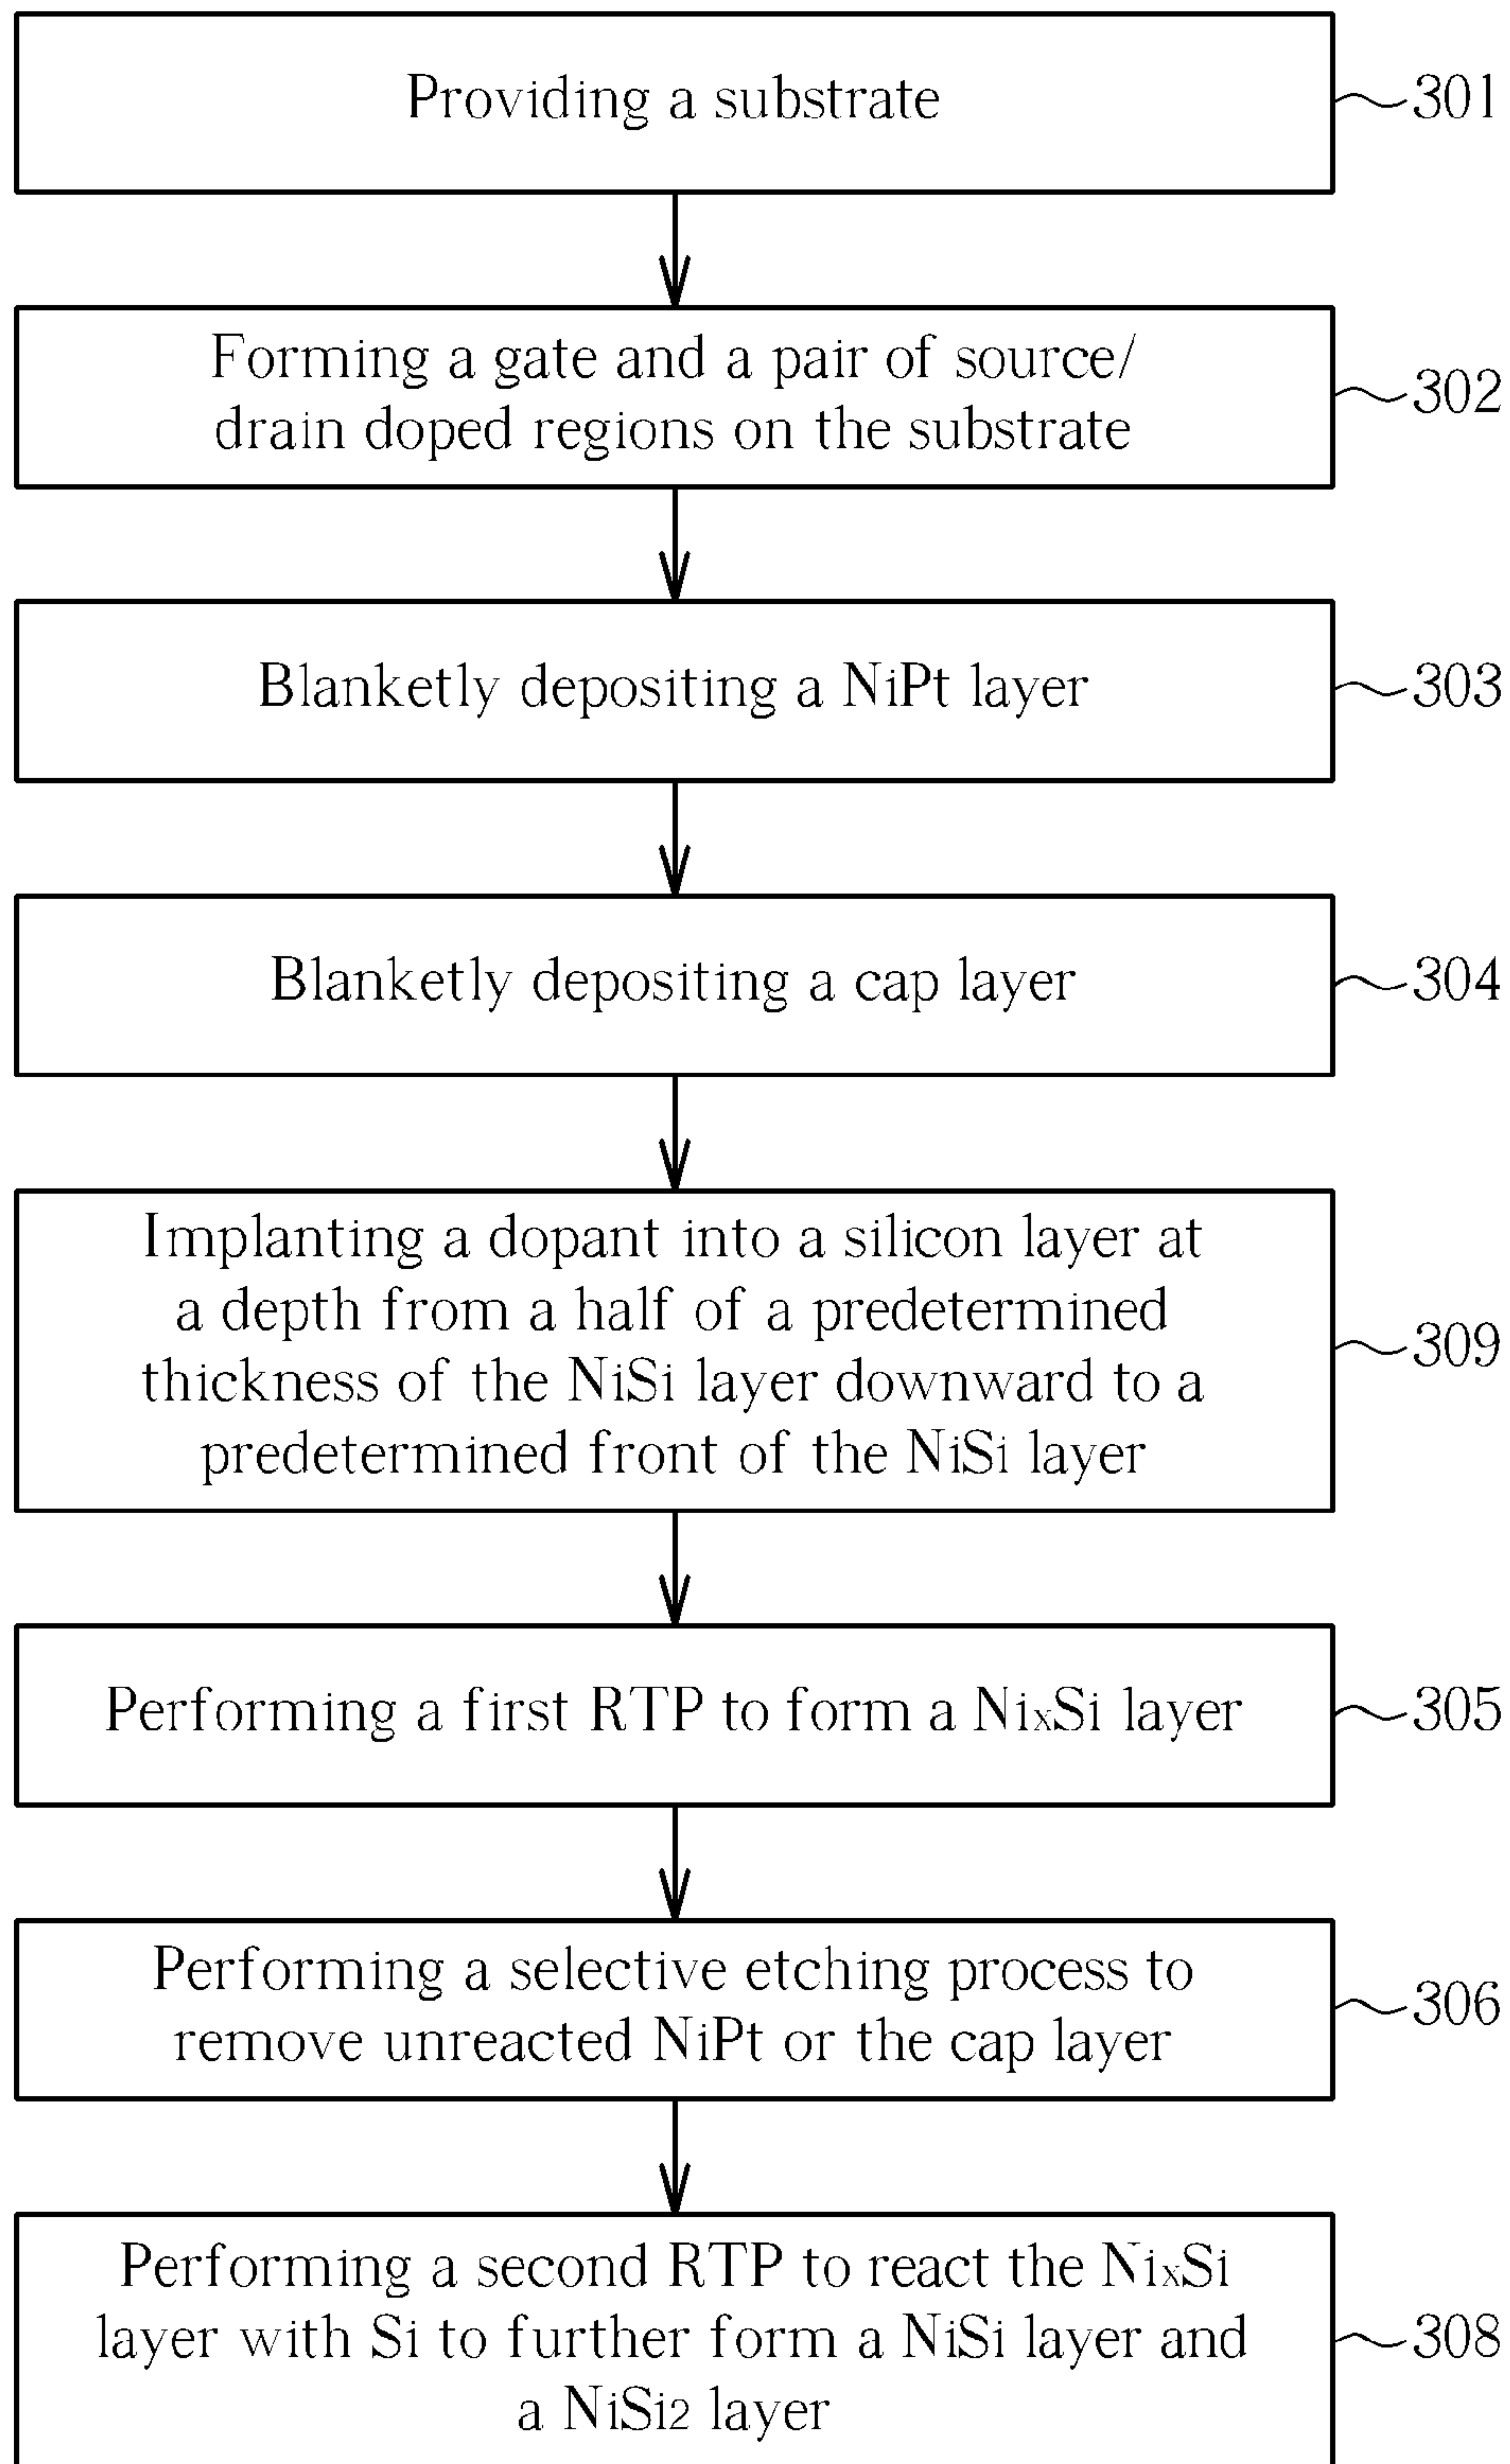 Providing a substrate
301
Forming a gate and a pair of source/
drain doped regions on the substrate
302
Blanketly depositing a NiPt layer
303
Blanketly depositing a cap layer
304
Implanting a dopant into a silicon layer at
a depth from a half of a predetermined
thickness of the NiSi layer downward to a
predetermined front of the NiSi layer
309
Performing a first RTP to form a NixSi layer
305
Performing a selective etching process to
remove unreacted NiPt or the cap layer
306
Performing a second RTP to react the NixSi
layer with Si to further form a NiSi layer and
a NiSi2 layer
308